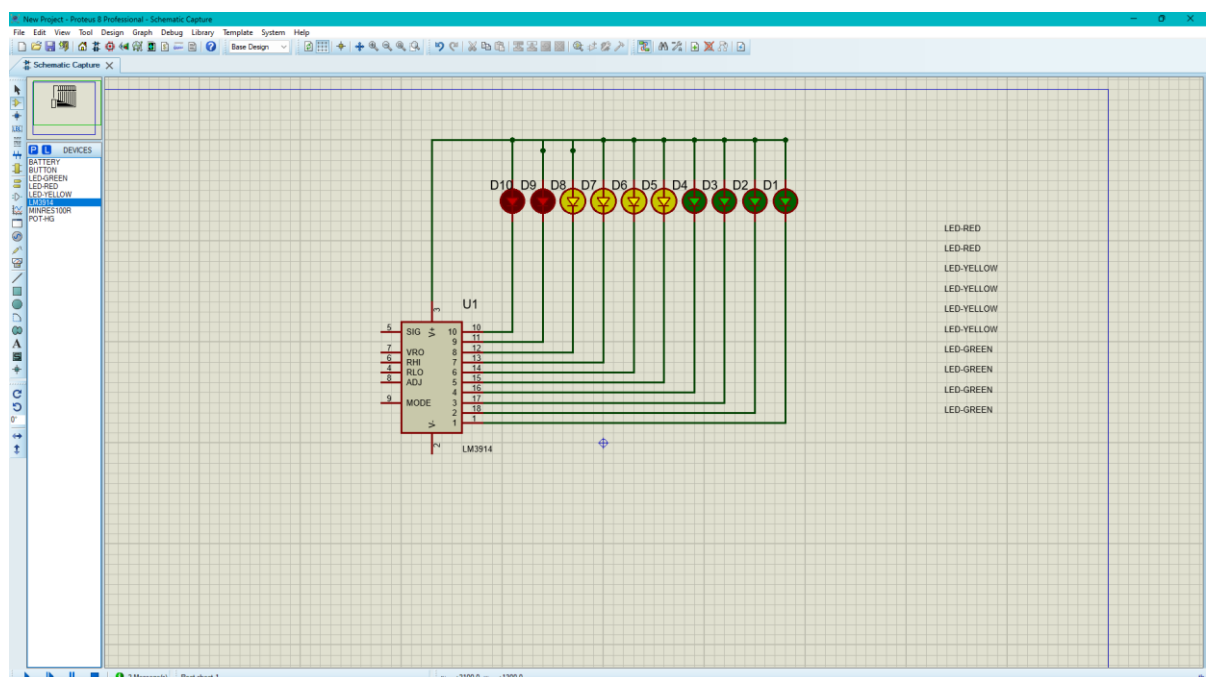 New Project - Proteus 8 Professional - Schematic Capture
File Edit View Tool Design Graph Debug Library Template System Help
Base Design
Schematic Capture
P L DEVICES
BATTERY
BUTTON
LED-GREEN
LED-RED
LED-YELLOW
LM3914
MINRES100R
POT-HG
D10 D9 D8 D7 D6 D5 D4 D3 D2 D1
LED-RED
LED-RED
LED-YELLOW
LED-YELLOW
LED-YELLOW
LED-YELLOW
LED-GREEN
LED-GREEN
LED-GREEN
LED-GREEN
U1
3
V+
5 SIG 10 10
9 11
7 VRO 8 12
6 RHI 7 13
4 RLO 6 14
8 ADJ 5 15
4 16
9 MODE 3 17
2 18
V- 1 1
2
LM3914